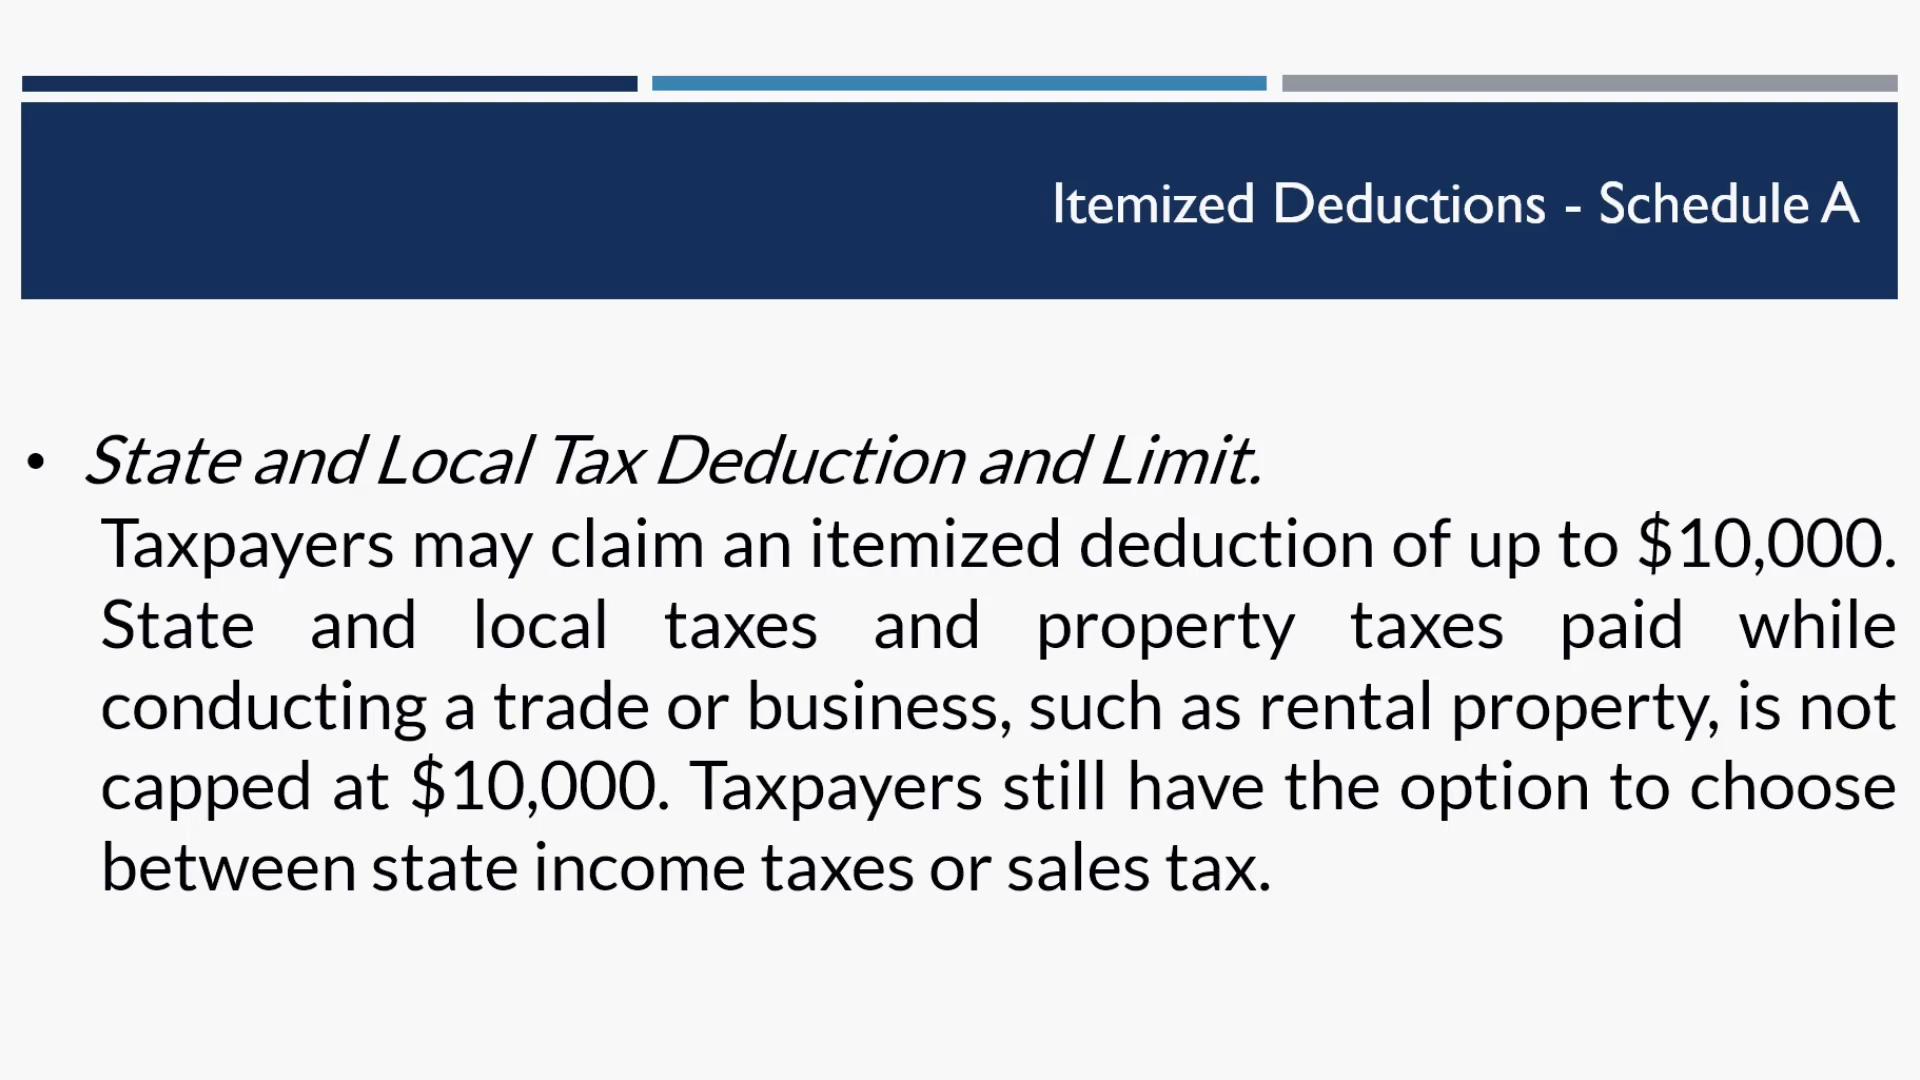 Itemized Deductions - Schedule A
• State and Local Tax Deduction and Limit.
Taxpayers may claim an itemized deduction of up to $10,000.
State and local taxes and property taxes paid while
conducting a trade or business, such as rental property, is not
capped at $10,000. Taxpayers still have the option to choose
between state income taxes or sales tax.